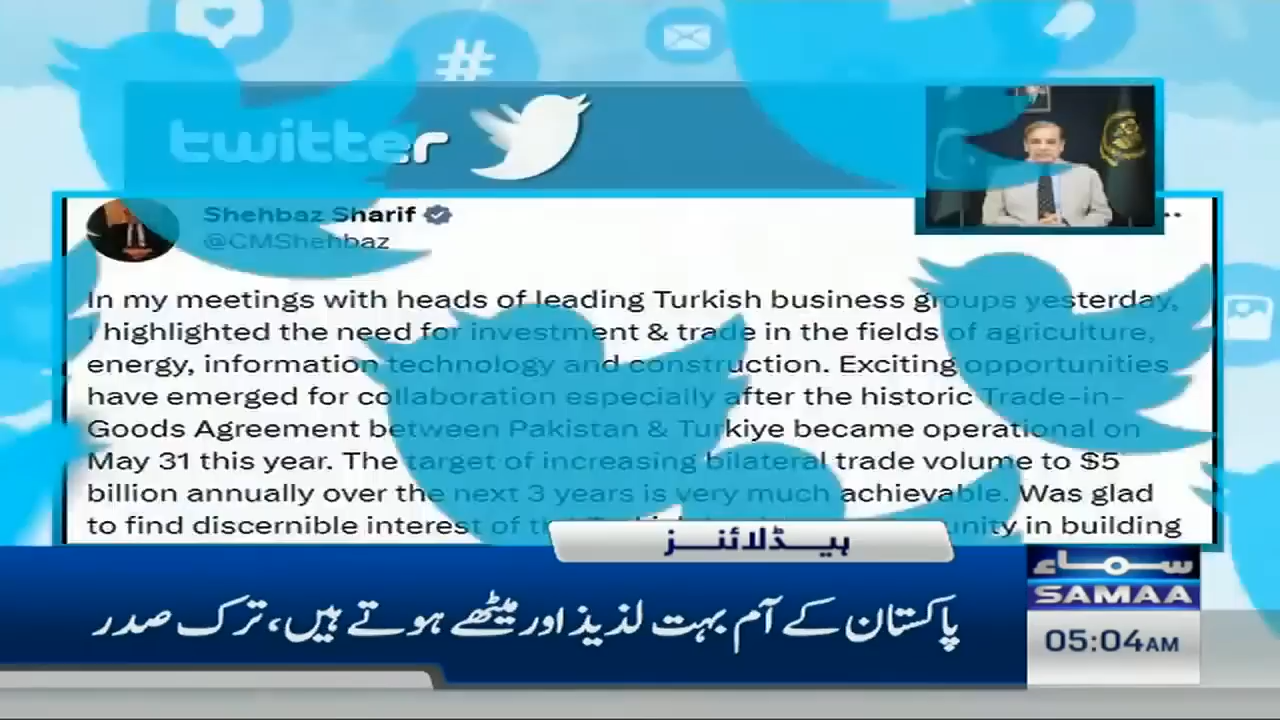 twitter
Shehbaz Sharif
@CMShehbaz
In my meetings with heads of leading Turkish business groups yesterday,
I highlighted the need for investment & trade in the fields of agriculture,
energy, information technology and construction. Exciting opportunities
have emerged for collaboration especially after the historic Trade-in-
Goods Agreement between Pakistan & Turkiye became operational on
May 31 this year. The target of increasing bilateral trade volume to $5
billion annually over the next 3 years is very much achievable. Was glad
to find discernible interest of in building
ہیڈلائنز
پاکستان کے آم بہت لذیذ اور میٹھے ہوتے ہیں، ترک صدر
سماء
SAMAA
05:04AM